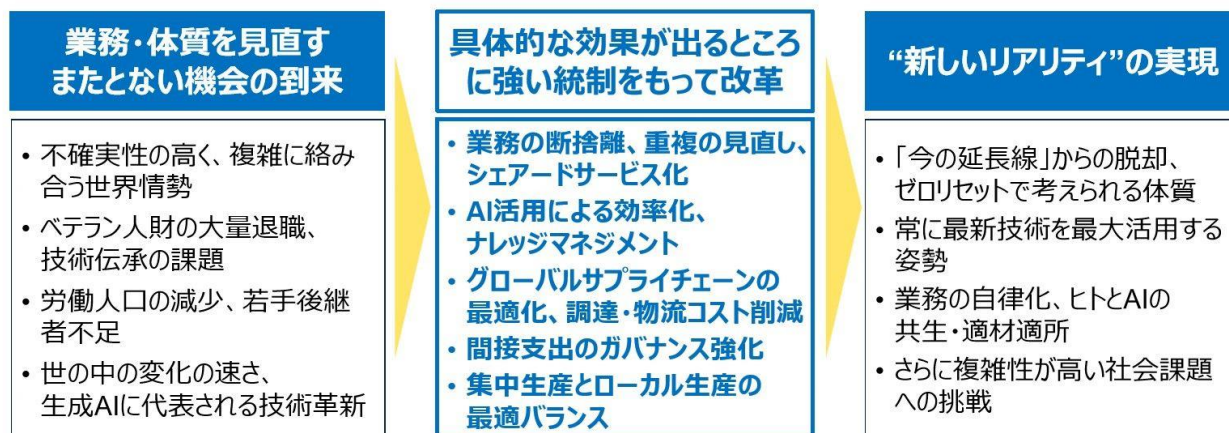 業務・体質を見直す
またとない機会の到来
• 不確実性の高く、複雑に絡み
合う世界情勢
• ベテラン人財の大量退職、
技術伝承の課題
• 労働人口の減少、若手後継
者不足
• 世の中の変化の速さ、
生成AIに代表される技術革新
具体的な効果が出るところ
に強い統制をもって改革
• 業務の断捨離、重複の見直し、
シェアードサービス化
• AI活用による効率化、
ナレッジマネジメント
• グローバルサプライチェーンの
最適化、調達・物流コスト削減
• 間接支出のガバナンス強化
• 集中生産とローカル生産の
最適バランス
“新しいリアリティ”の実現
• 「今の延長線」からの脱却、
ゼロリセットで考えられる体質
• 常に最新技術を最大活用する
姿勢
• 業務の自律化、ヒトとAIの
共生・適材適所
• さらに複雑性が高い社会課題
への挑戦